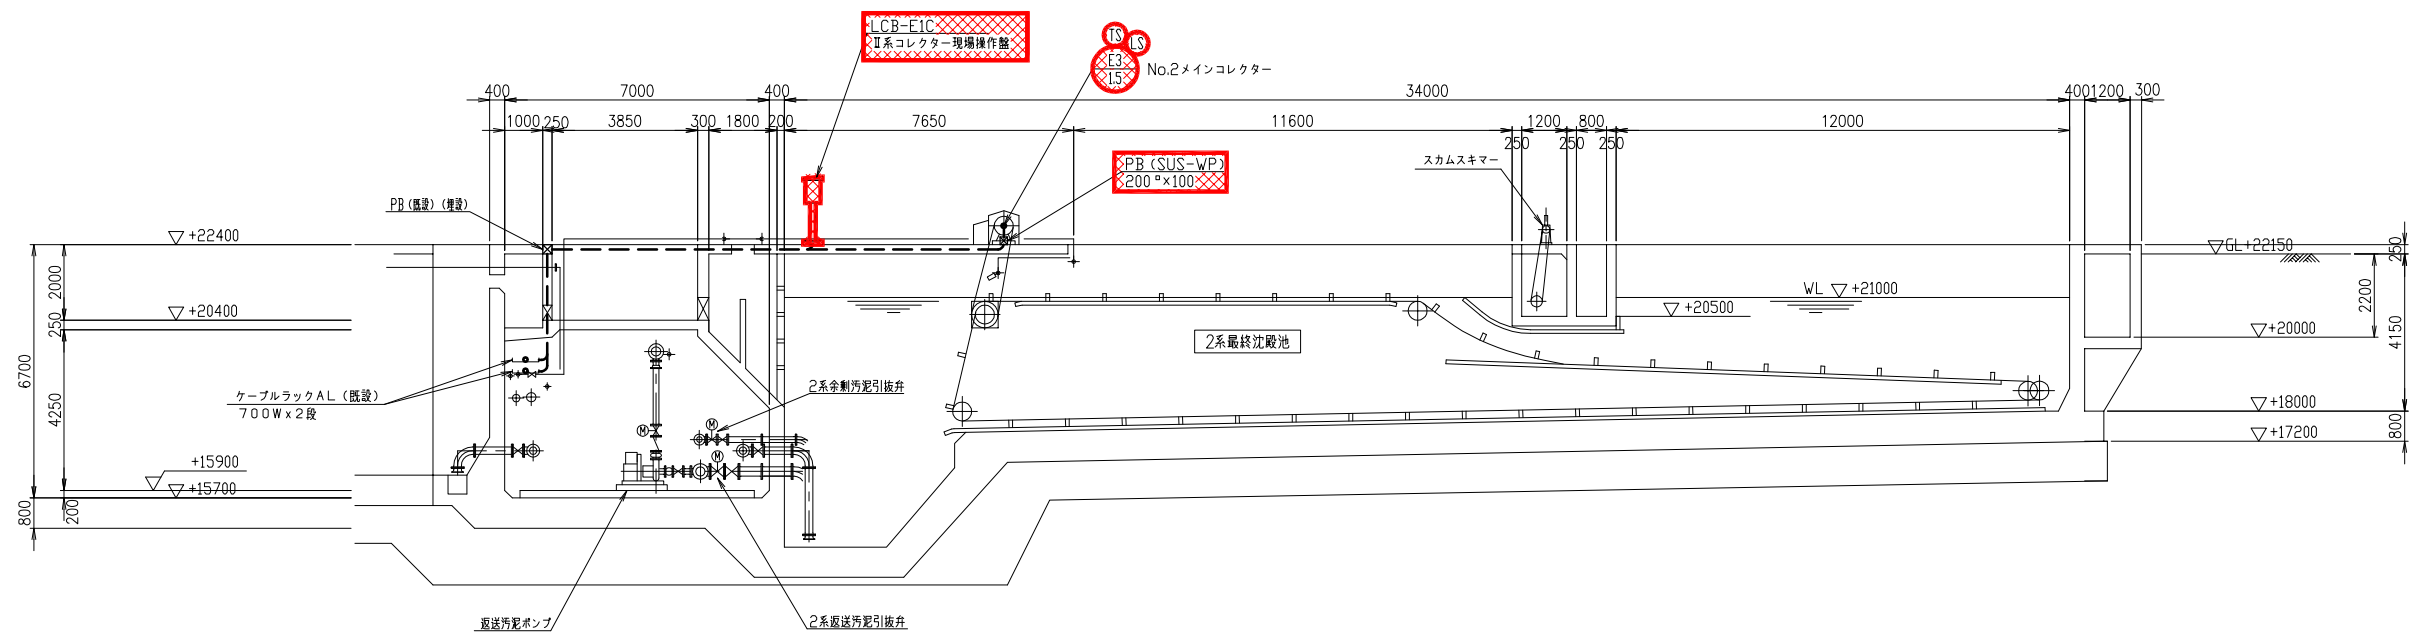 LCB-E1C
Ⅱ系コレクター現場操作盤
TS
LS
E3
1.5
No.2メインコレクター
400
7000
400
34000
400
1200
300
1000
250
3850
300
1800
200
7650
11600
1200
800
12000
250
250
250
スカムスキマー
PB(SUS-WP)
200□×100
PB(既設)(埋設)
+22400
GL+22150
250
2000
+20400
250
WL
+21000
+20500
2200
+20000
4150
6700
4250
2系最終沈殿池
ケーブルラックAL(既設)
700W×2段
2系余剰汚泥引抜弁
M
M
M
+18000
800
+17200
+15900
+15700
200
800
返送汚泥ポンプ
2系返送汚泥引抜弁